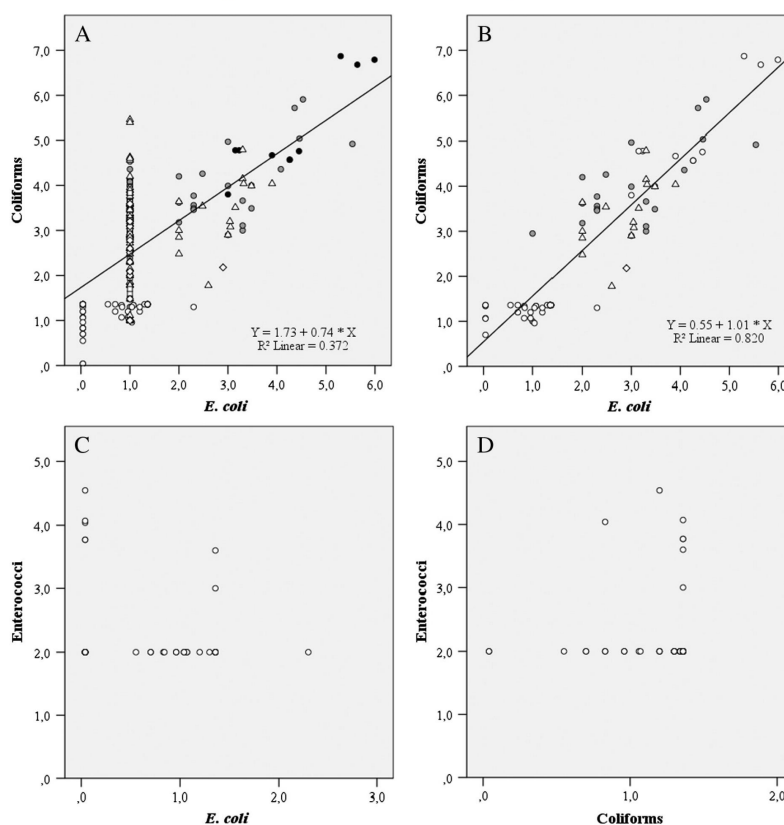 A
7,0
6,0
5,0
4,0
3,0
2,0
1,0
,0
Coliforms
Y = 1.73 + 0.74 * X
R² Linear = 0.372
,0 1,0 2,0 3,0 4,0 5,0 6,0
E. coli
B
7,0
6,0
5,0
4,0
3,0
2,0
1,0
,0
Coliforms
Y = 0.55 + 1.01 * X
R² Linear = 0.820
,0 1,0 2,0 3,0 4,0 5,0 6,0
E. coli
C
5,0
4,0
3,0
2,0
1,0
,0
Enterococci
,0 1,0 2,0 3,0
E. coli
D
5,0
4,0
3,0
2,0
1,0
,0
Enterococci
,0 1,0 2,0
Coliforms